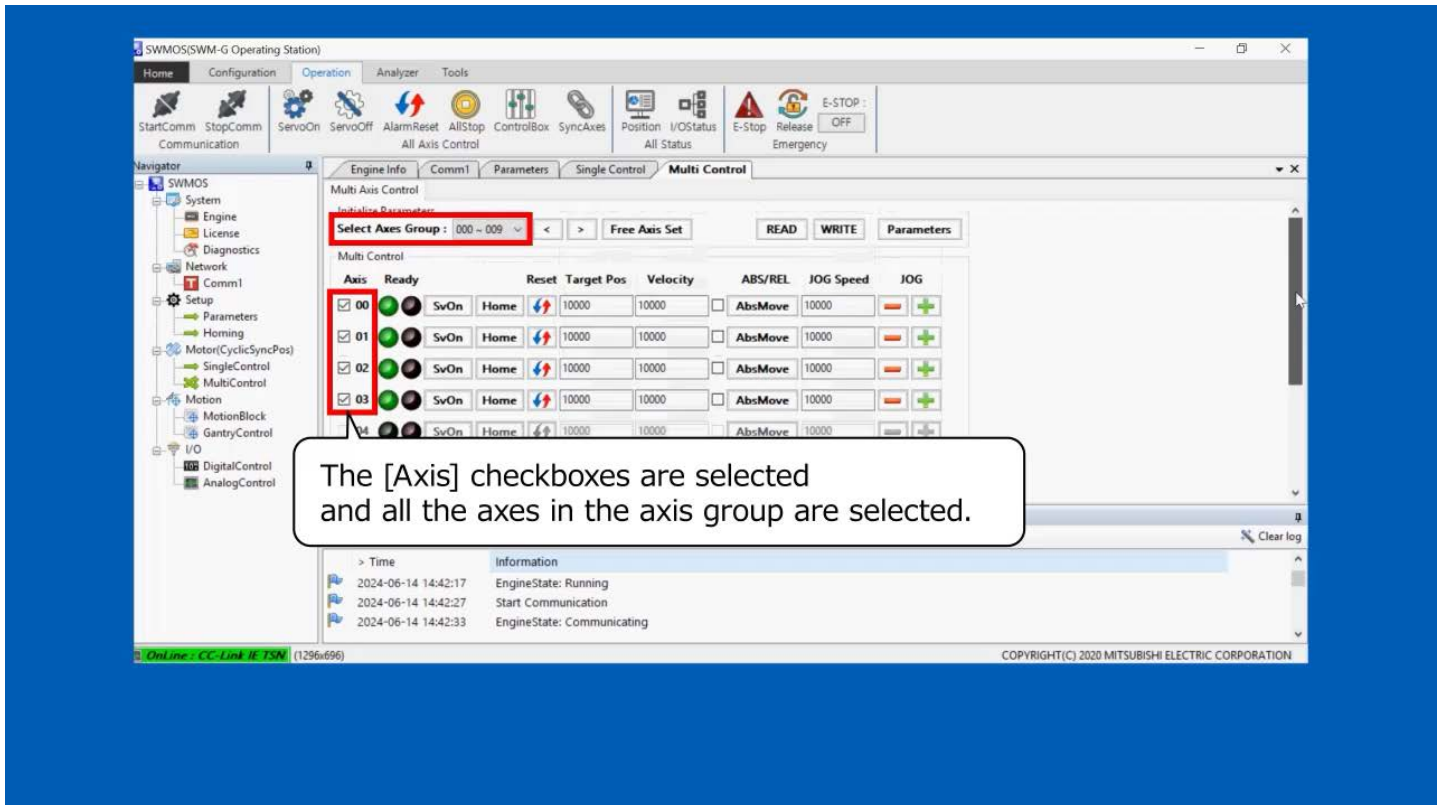 SWMOS(SWM-G Operating Station)
Home Configuration Operation Analyzer Tools
StartComm StopComm ServoOn ServoOff AlarmReset AllStop ControlBox SyncAxes Position I/OStatus E-Stop Release E-STOP : OFF
Communication All Axis Control All Status Emergency
Navigator
Engine Info Comm1 Parameters Single Control Multi Control
SWMOS
System
Engine
License
Diagnostics
Network
Comm1
Setup
Parameters
Homing
Motor(CyclicSyncPos)
SingleControl
MultiControl
Motion
MotionBlock
GantryControl
I/O
DigitalControl
AnalogControl
Multi Axis Control
Initialize Parameters
Select Axes Group : 000 ~ 009 < > Free Axis Set READ WRITE Parameters
Multi Control
Axis Ready Reset Target Pos Velocity ABS/REL JOG Speed JOG
00 SvOn Home 10000 10000 AbsMove 10000
01 SvOn Home 10000 10000 AbsMove 10000
02 SvOn Home 10000 10000 AbsMove 10000
03 SvOn Home 10000 10000 AbsMove 10000
04 SvOn Home 10000 10000 AbsMove 10000
The [Axis] checkboxes are selected
and all the axes in the axis group are selected.
Clear log
> Time Information
2024-06-14 14:42:17 EngineState: Running
2024-06-14 14:42:27 Start Communication
2024-06-14 14:42:33 EngineState: Communicating
OnLine : CC-Link IE TSN (1296x696) COPYRIGHT(C) 2020 MITSUBISHI ELECTRIC CORPORATION